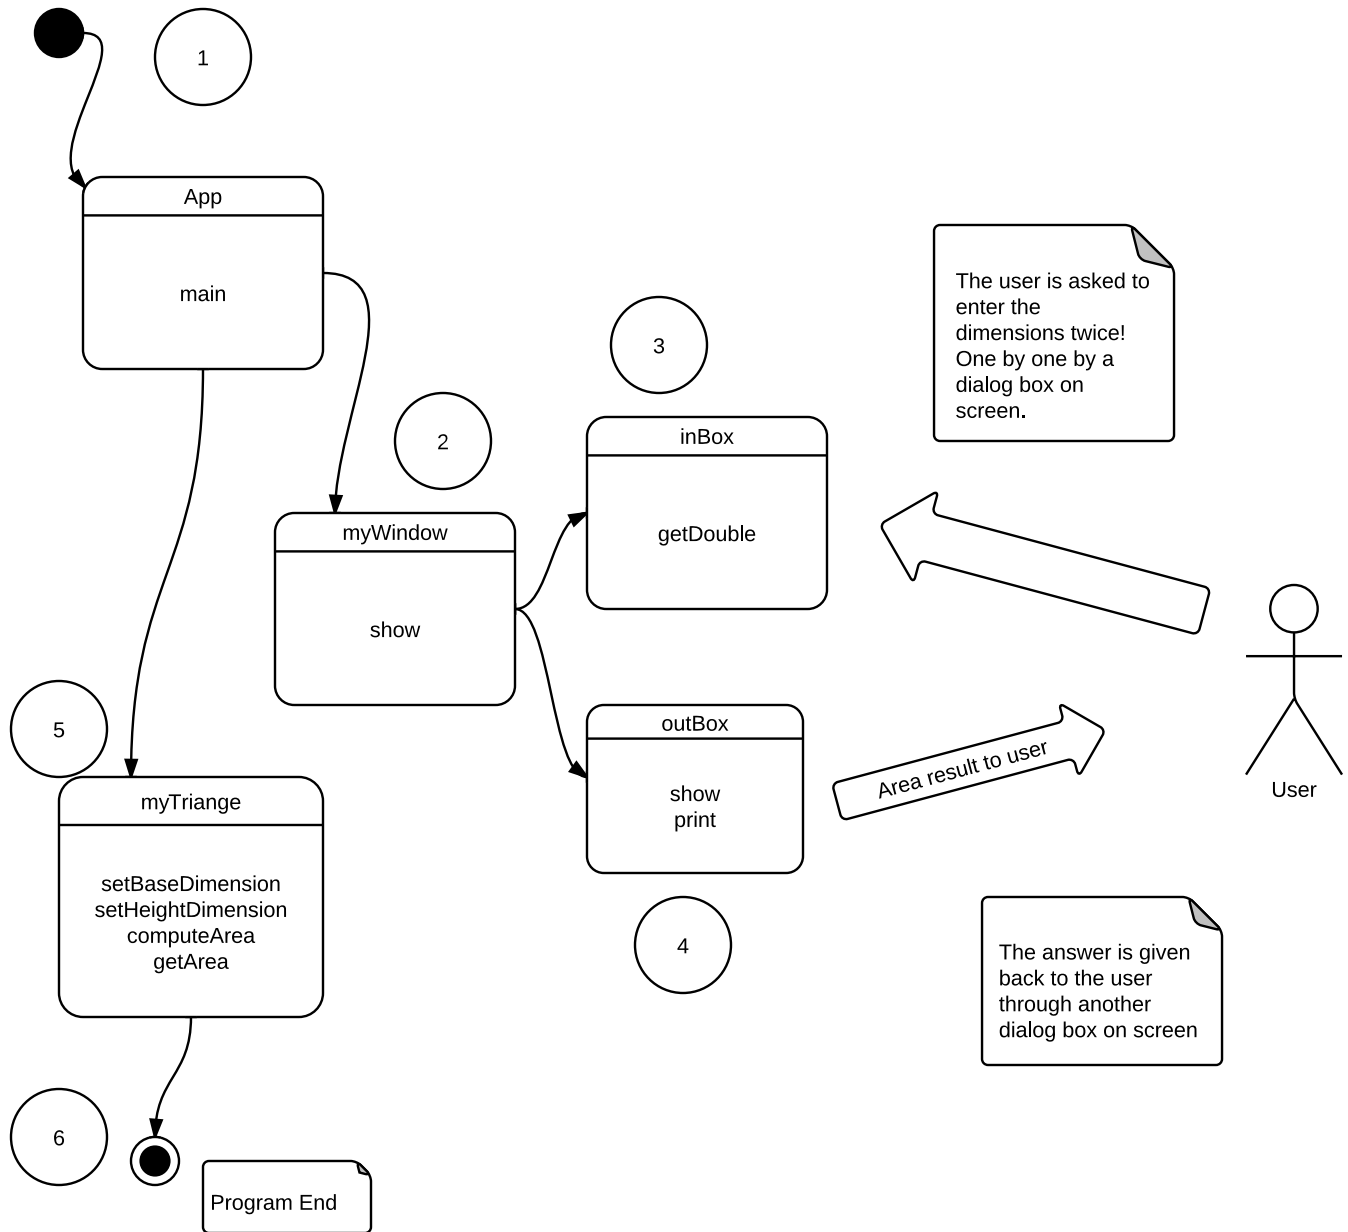 1
App
main
The user is asked to
enter the
dimensions twice!
One by one by a
dialog box on
screen.
3
2
inBox
getDouble
myWindow
show
5
outBox
show
print
Area result to user
User
myTriange
setBaseDimension
setHeightDimension
computeArea
getArea
4
The answer is given
back to the user
through another
dialog box on screen
6
Program End